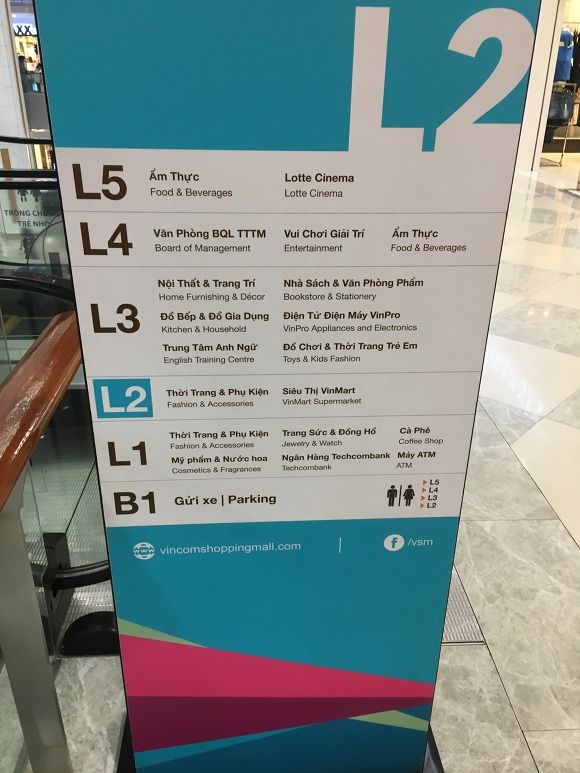 L2
L5
Ẩm Thực
Food & Beverages
Lotte Cinema
Lotte Cinema
L4
Văn Phòng BQL TTTM
Board of Management
Vui Chơi Giải Trí
Entertainment
Ẩm Thực
Food & Beverages
L3
Nội Thất & Trang Trí
Home Furnishing & Décor
Nhà Sách & Văn Phòng Phẩm
Bookstore & Stationery
Đồ Bếp & Đồ Gia Dụng
Kitchen & Household
Điện Tử Điện Máy VinPro
VinPro Appliances and Electronics
Trung Tâm Anh Ngữ
English Training Centre
Đồ Chơi & Thời Trang Trẻ Em
Toys & Kids Fashion
L2
Thời Trang & Phụ Kiện
Fashion & Accessories
Siêu Thị VinMart
VinMart Supermarket
L1
Thời Trang & Phụ Kiện
Fashion & Accessories
Trang Sức & Đồng Hồ
Jewelry & Watch
Cà Phê
Coffee Shop
Mỹ phẩm & Nước hoa
Cosmetics & Fragrances
Ngân Hàng Techcombank
Techcombank
Máy ATM
ATM
B1
Gửi xe | Parking
L5
L4
L3
L2
www
vincomshoppingmall.com |
f /vsm
TRÔNG
TRẺ NHỎ